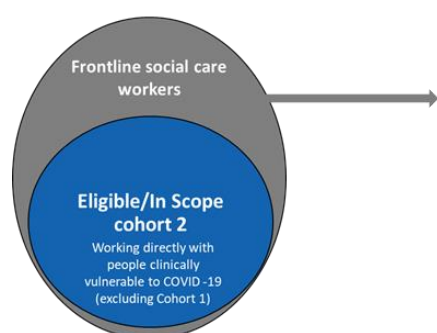 Frontline social care
workers
Eligible/In Scope
cohort 2
Working directly with
people clinically
vulnerable to COVID -19
(excluding Cohort 1)